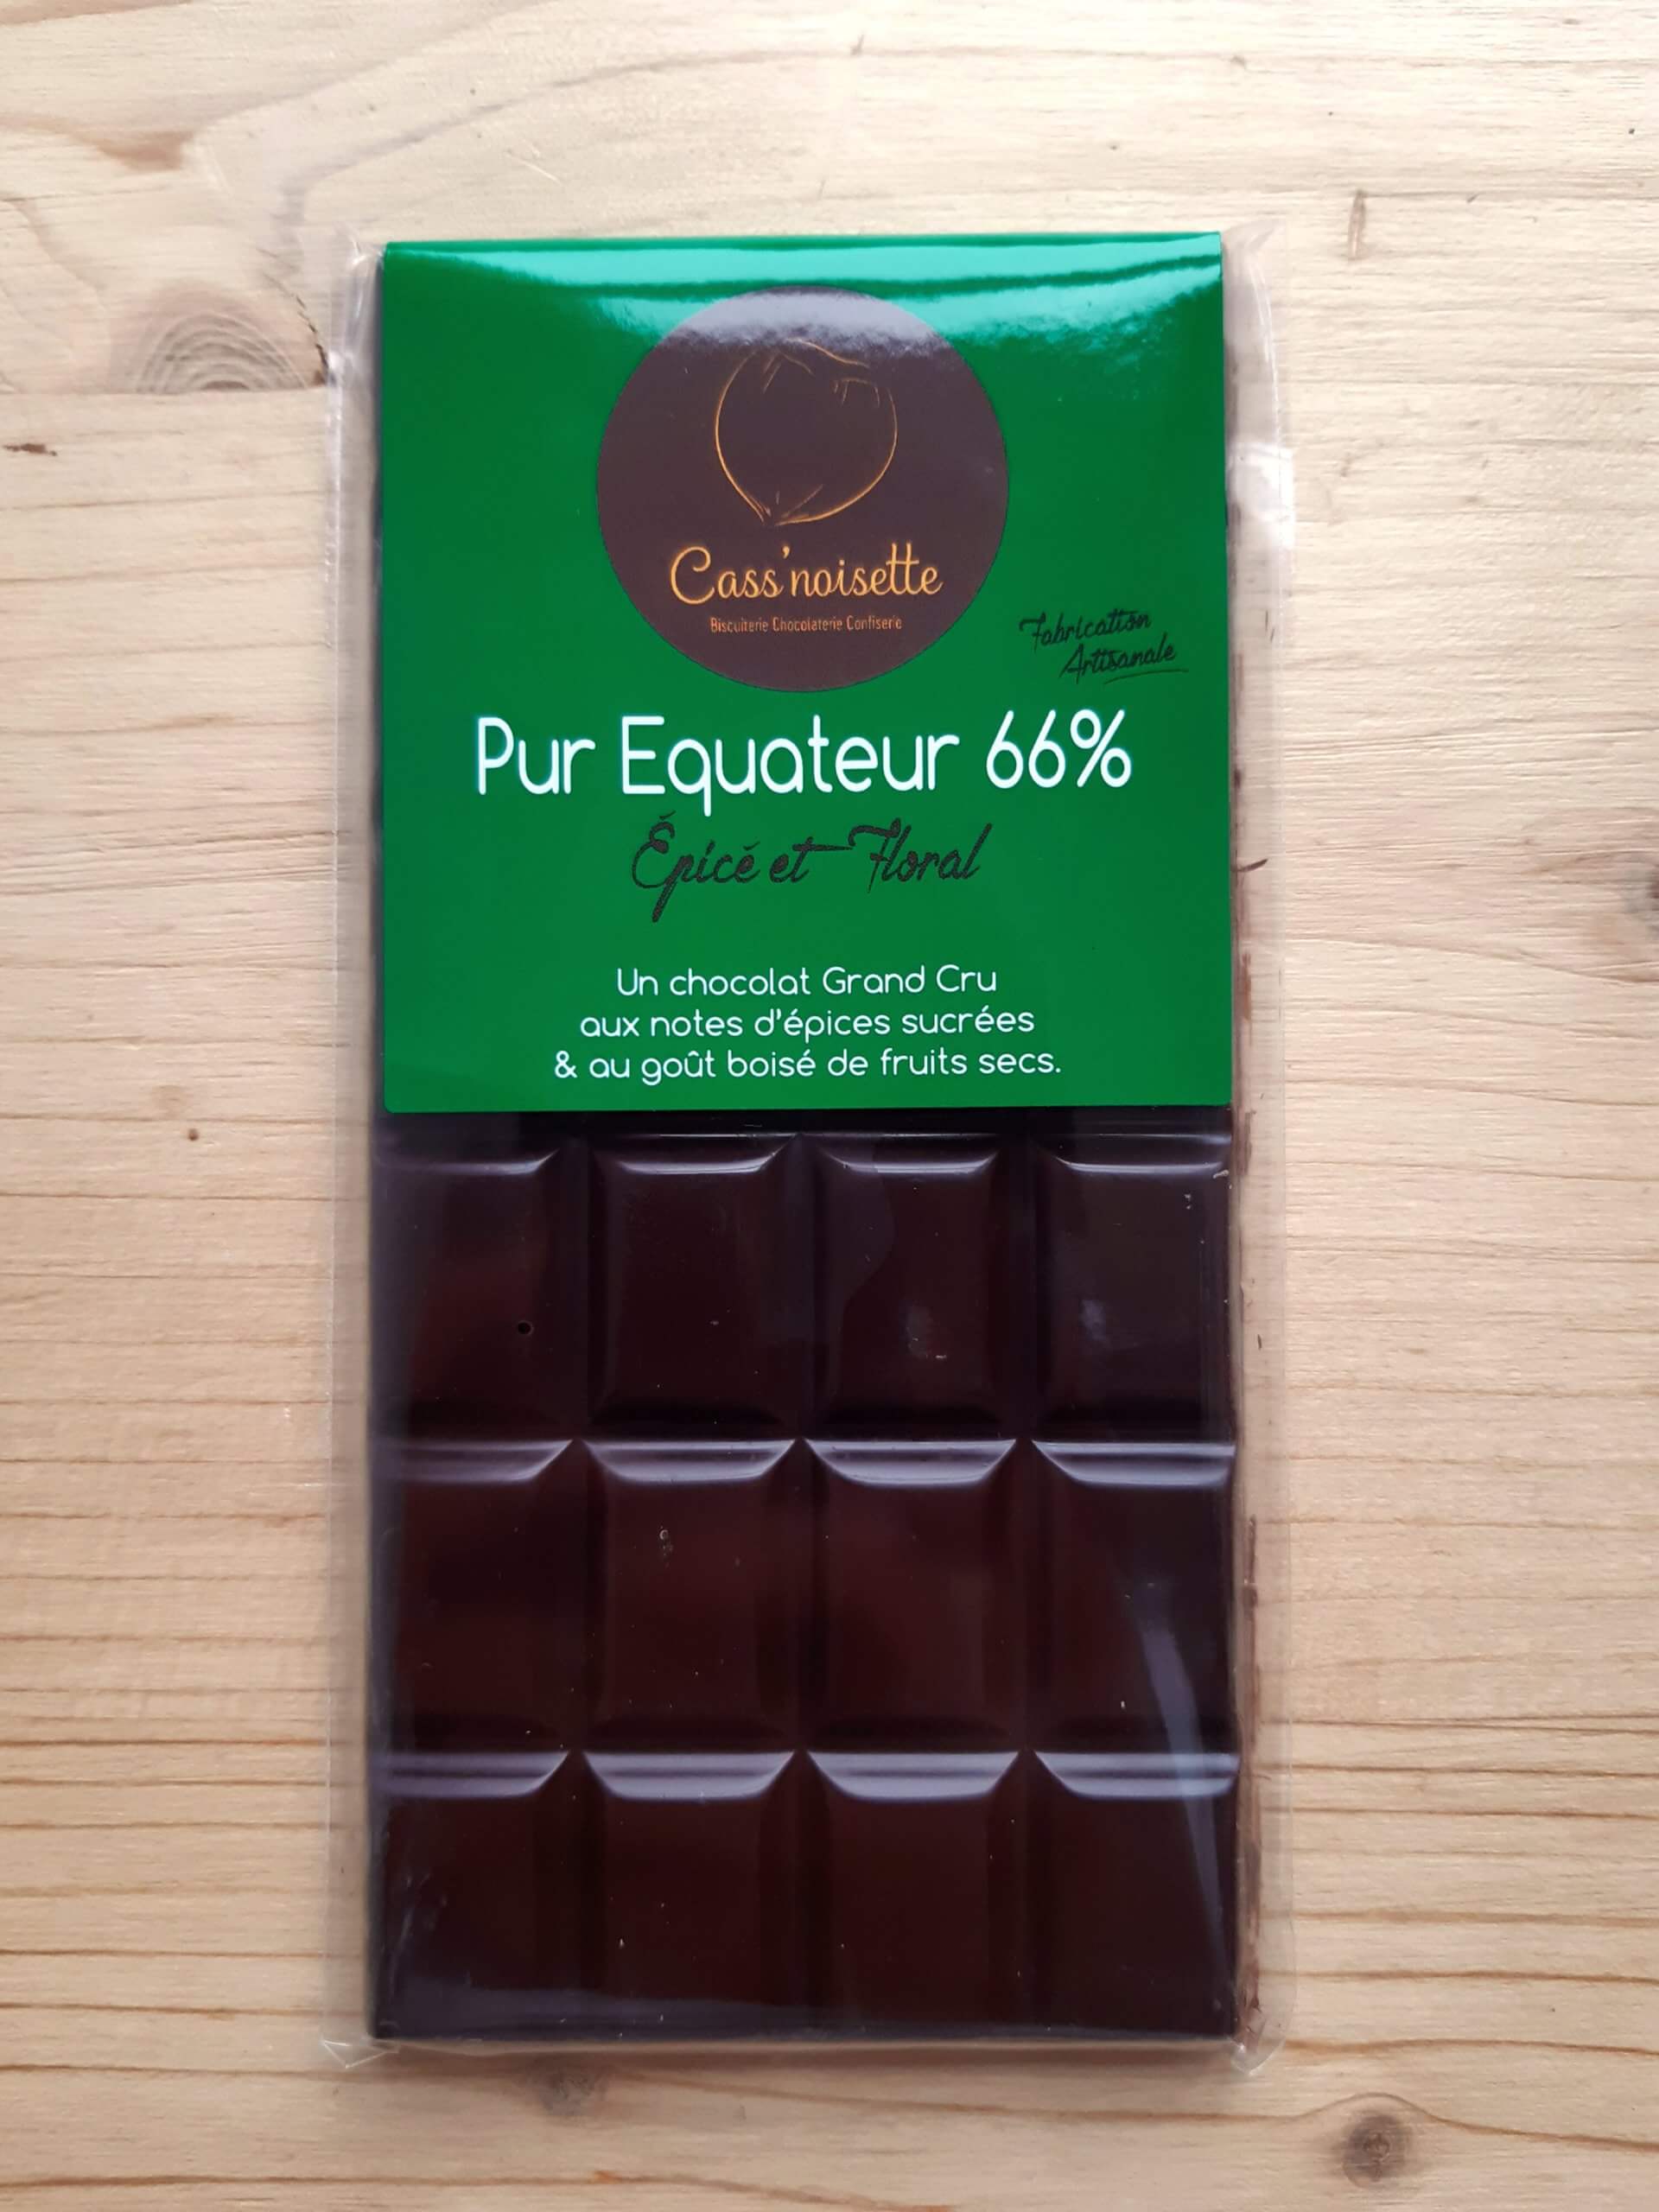 Cass'noisette
Biscuiterie Chocolaterie Confiserie
Fabrication
Artisanale
Pur Equateur 66%
Épicé et Floral
Un chocolat Grand Cru
aux notes d'épices sucrées
& au goût boisé de fruits secs.